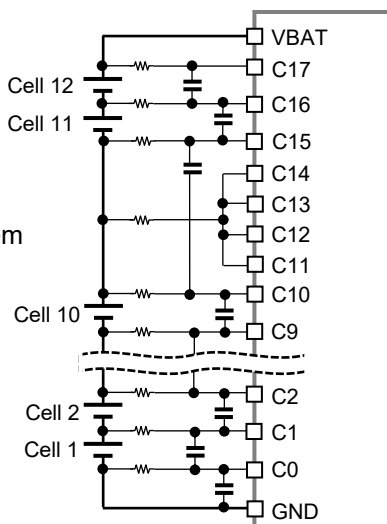 VBAT
C17
Cell 12
C16
Cell 11
C15
C14
C13
em
C12
C11
C10
Cell 10
C9
C2
Cell 2
C1
Cell 1
C0
GND